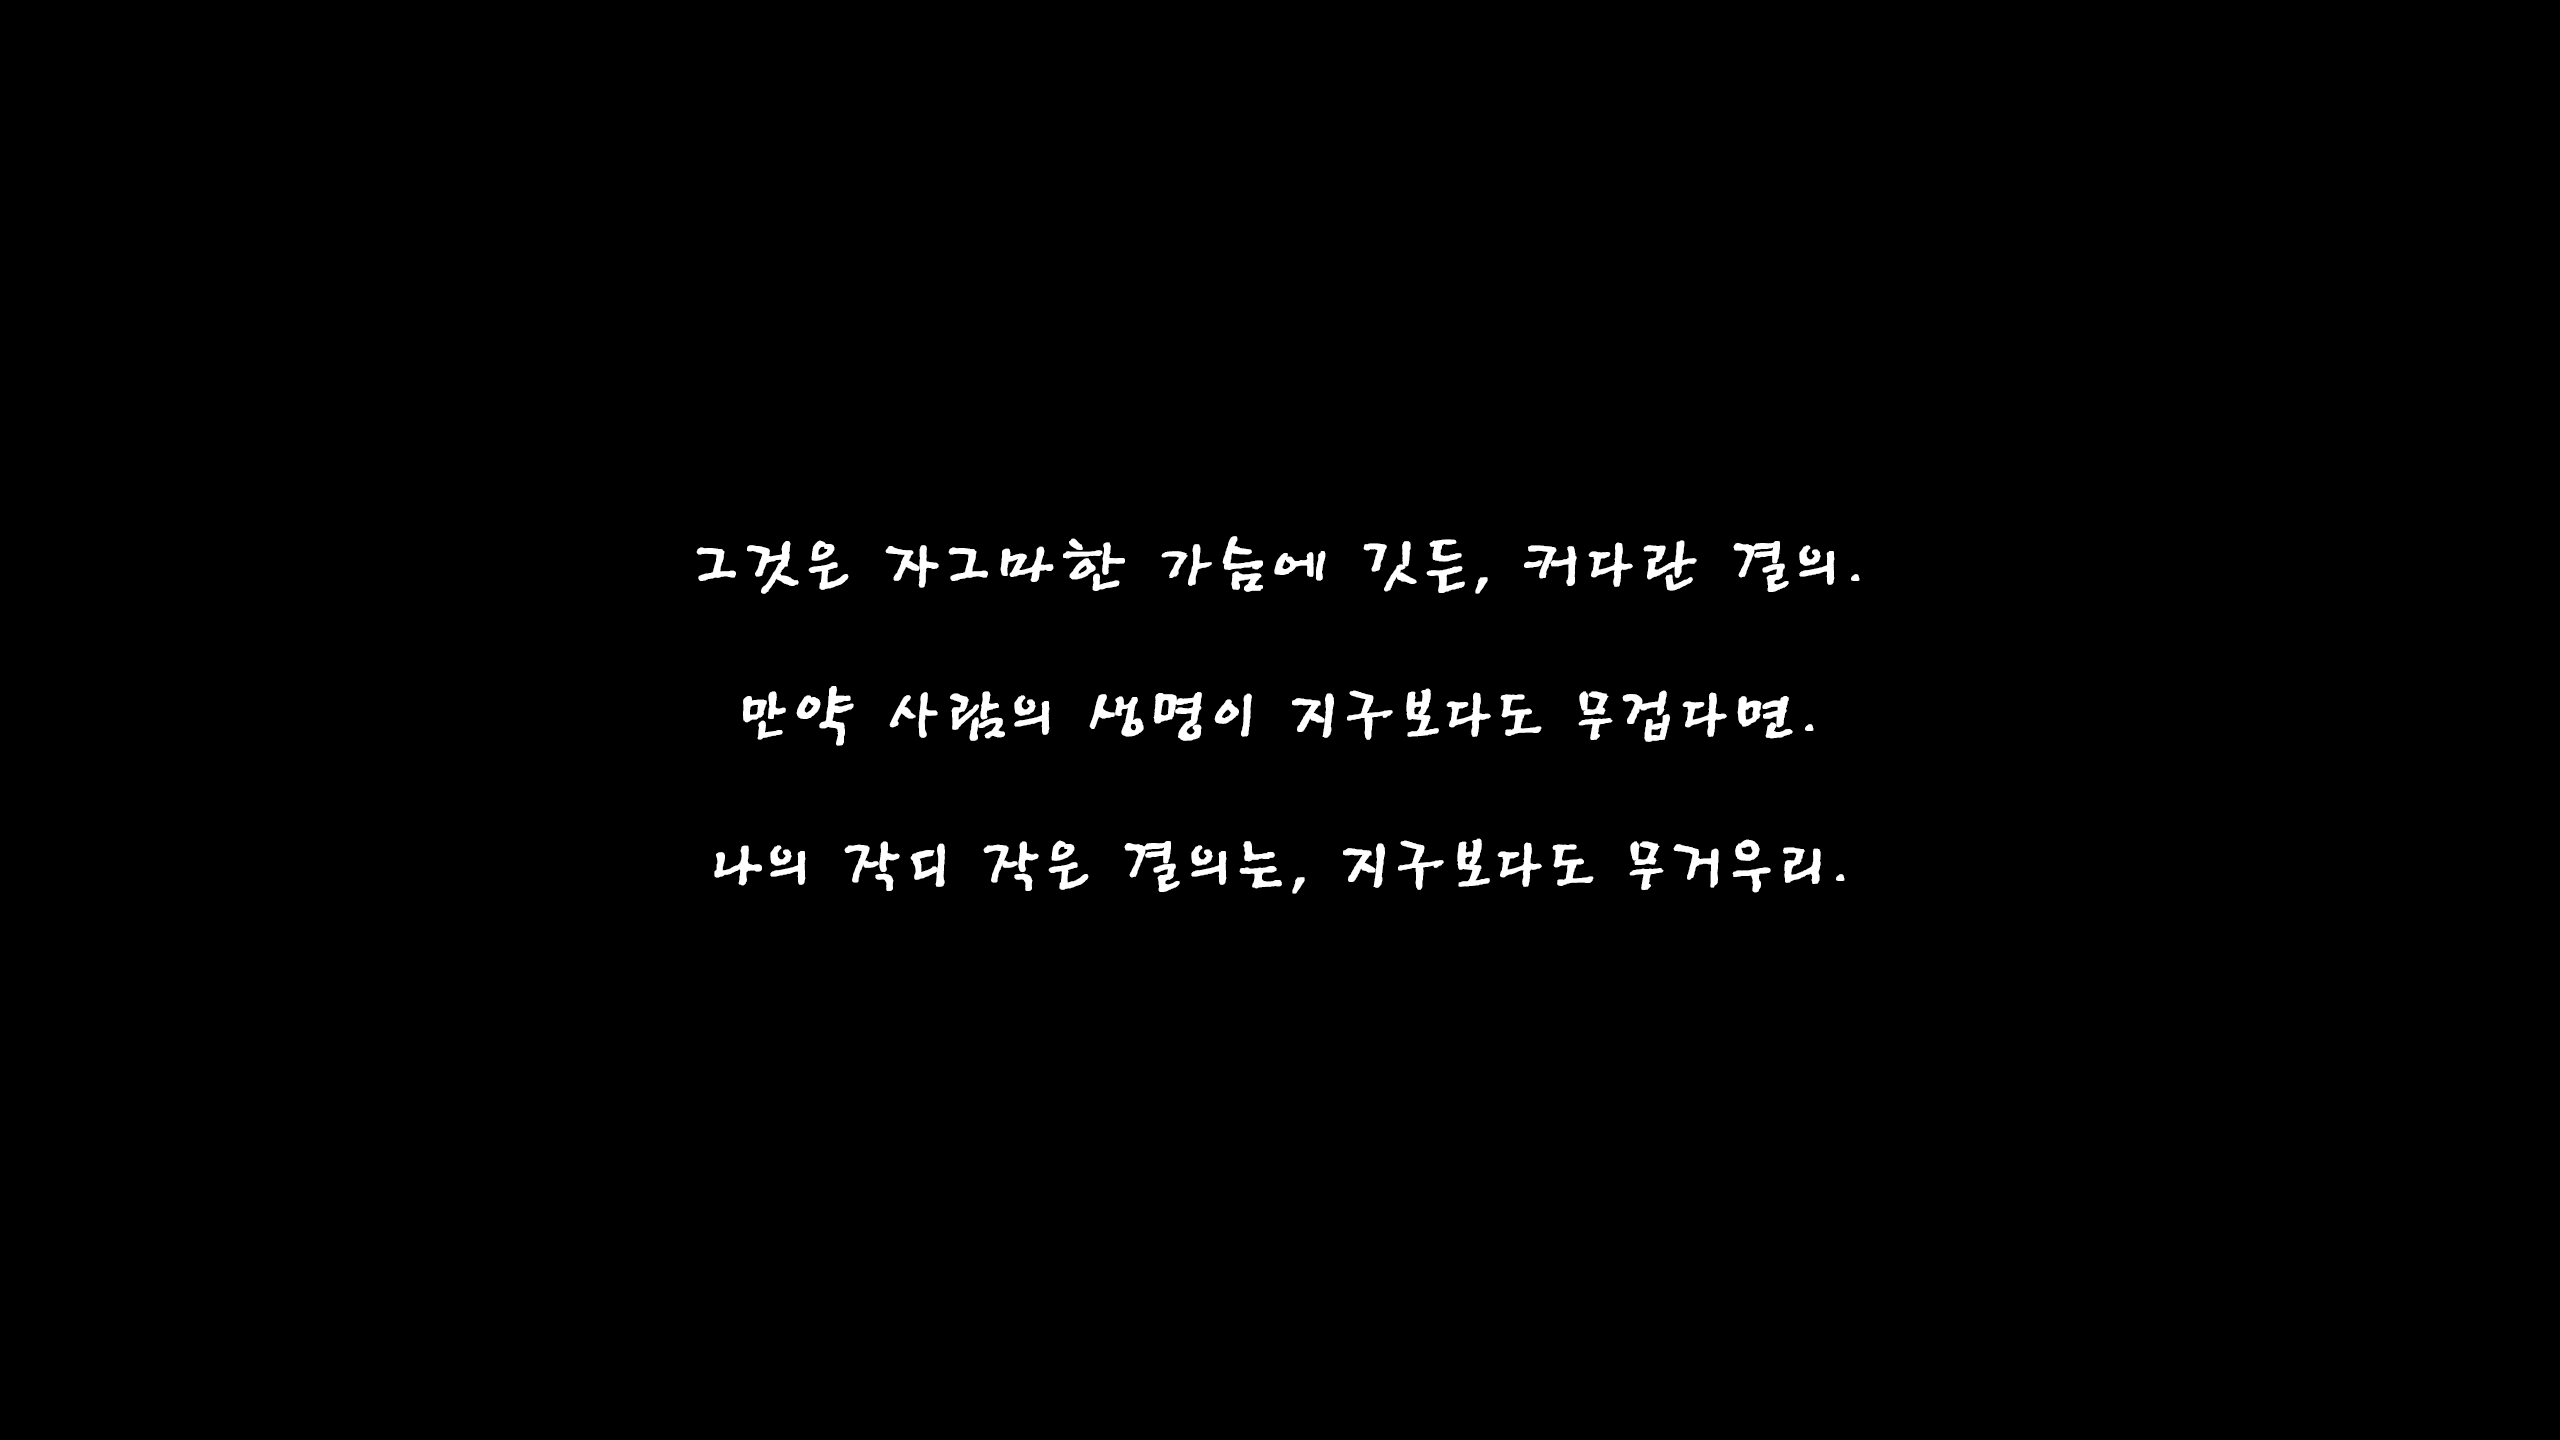 그것은 자그마한 가슴에 깃든, 커다란 결의.
만약 사람의 생명이 지구보다도 무겁다면.
나의 작디 작은 결의는, 지구보다도 무거우리.